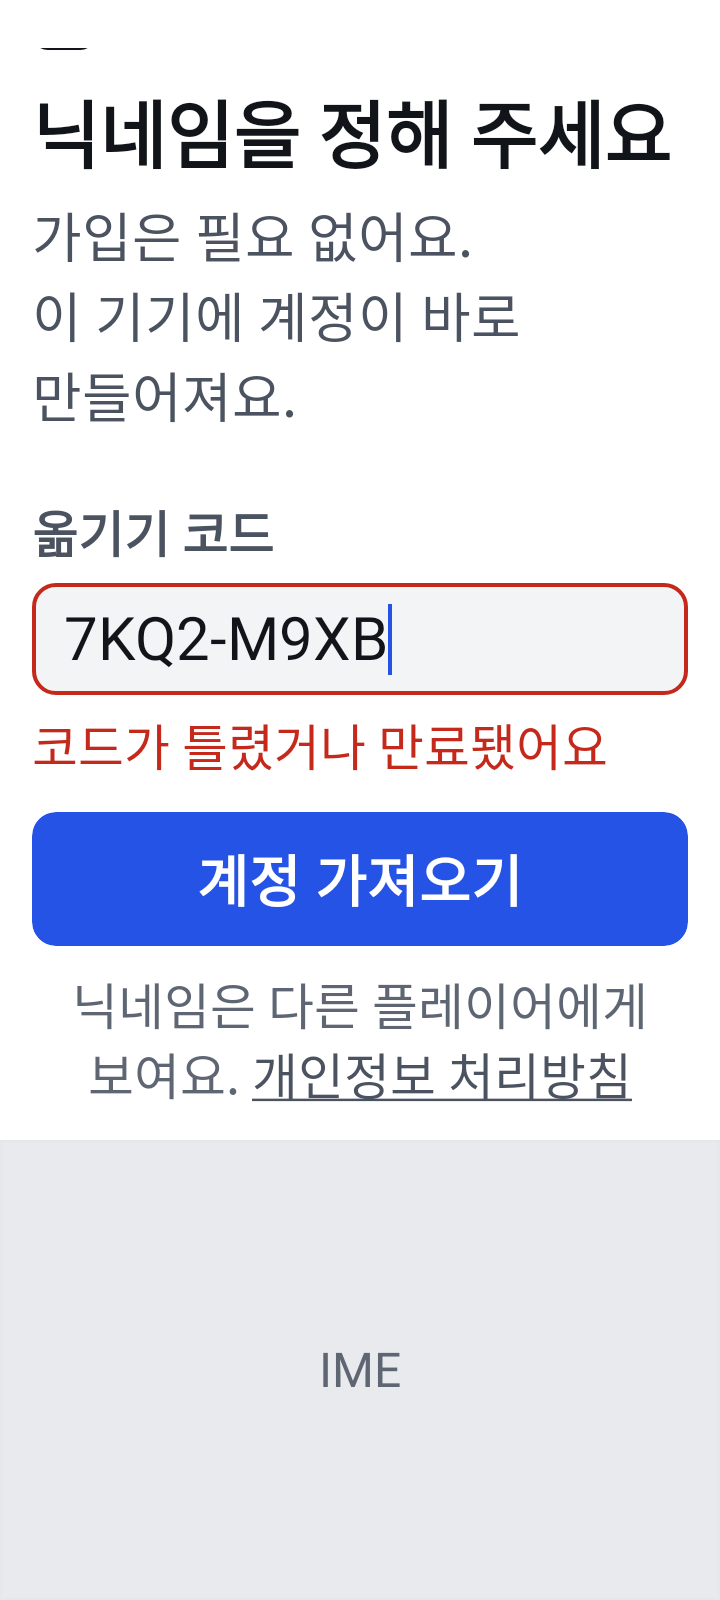 닉네임을 정해 주세요
가입은 필요 없어요.
이 기기에 계정이 바로
만들어져요.
옮기기 코드
7KQ2-M9XB
코드가 틀렸거나 만료됐어요
계정 가져오기
닉네임은 다른 플레이어에게
보여요. 개인정보 처리방침
IME